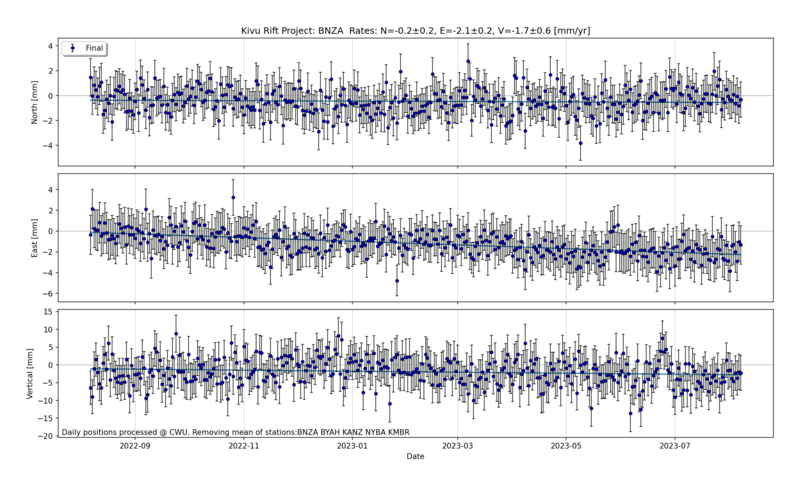 Kivu Rift Project: BNZA Rates: N=-0.2±0.2, E=-2.1±0.2, V=-1.7±0.6 [mm/yr]
Final
North [mm]
4
2
0
−2
−4
East [mm]
4
2
0
−2
−4
−6
Vertical [mm]
15
10
5
0
−5
−10
−15
−20
Daily positions processed @ CWU. Removing mean of stations:BNZA BYAH KANZ NYBA KMBR
2022-09 2022-11 2023-01 2023-03 2023-05 2023-07
Date